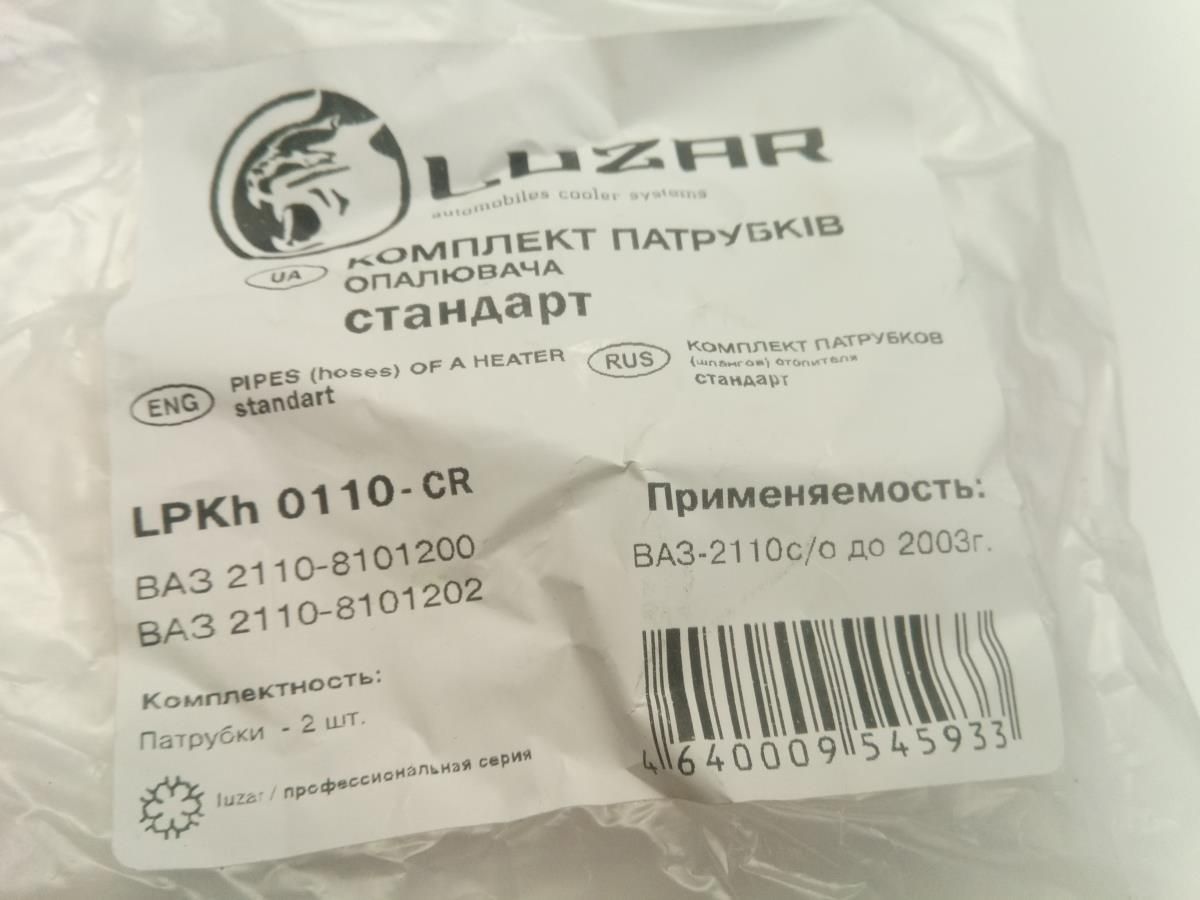 LUZAR
automobiles cooler systems
UA
КОМПЛЕКТ ПАТРУБКІВ
ОПАЛЮВАЧА
стандарт
ENG
PIPES (hoses) OF A HEATER
standart
RUS
КОМПЛЕКТ ПАТРУБКОВ
(шлангов) отопителя
стандарт
LPKh 0110-CR
ВАЗ 2110-8101200
ВАЗ 2110-8101202
Применяемость:
ВАЗ-2110с/о до 2003г.
Комплектность:
Патрубки - 2 шт.
luzar / профессиональная серия
4 640009 545933